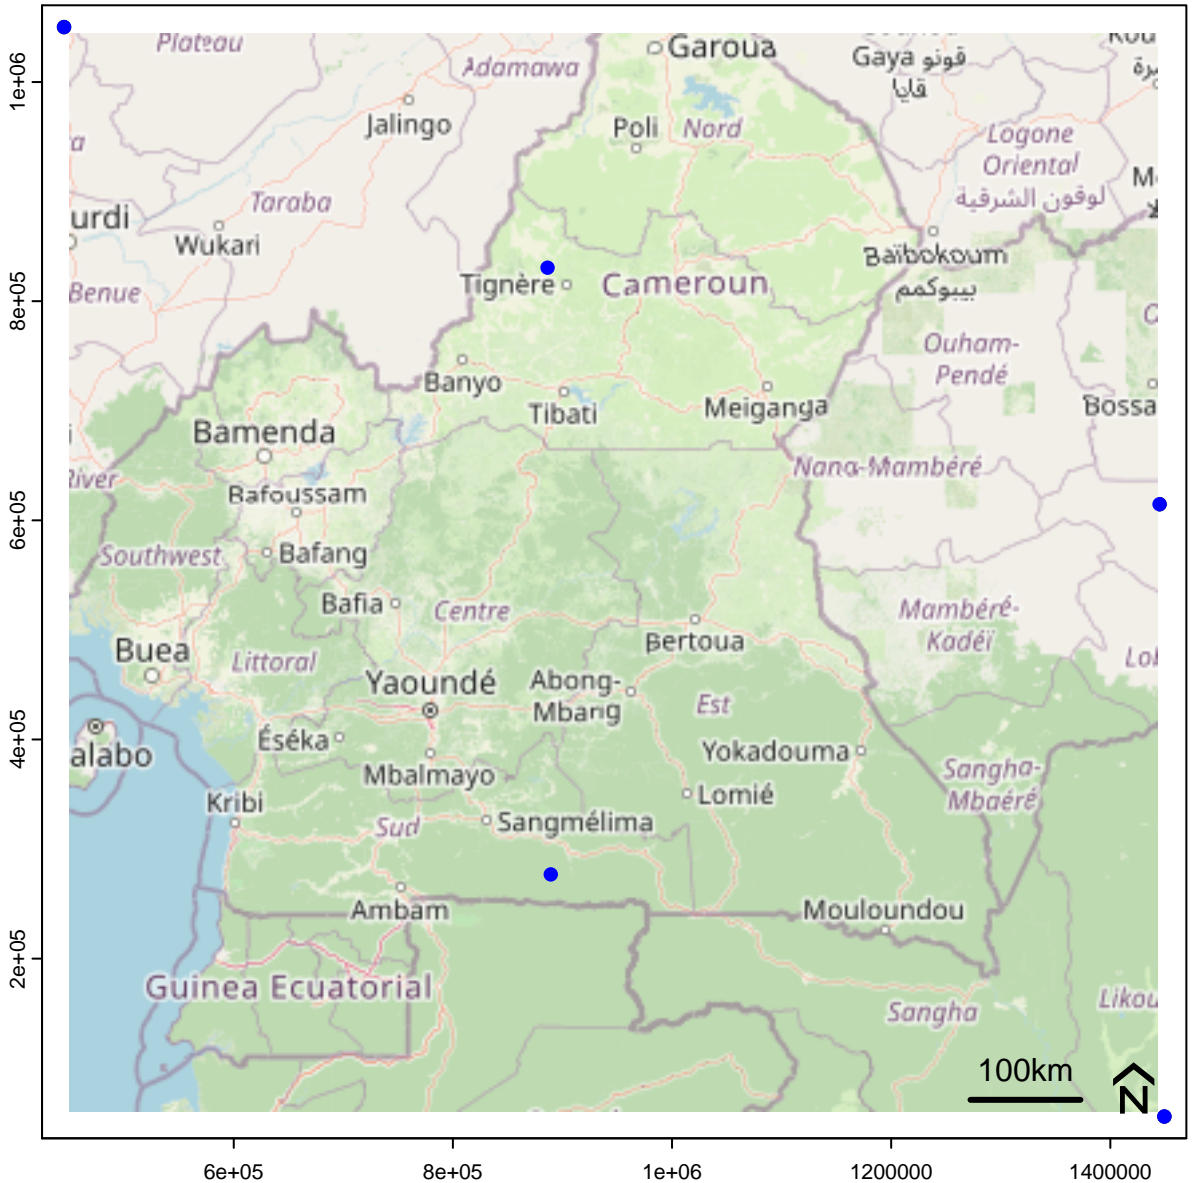 Plateau
Garoua
Gaya قونو
قايا
Adamawa
1e+06
Jalingo
Poli
Nord
Logone
Oriental
لوقون الشرقية
Taraba
urdi
Wukari
Baïbokoum
بيبوكمم
Tignère
Cameroun
Benue
8e+05
Ouham-
Pendé
Banyo
Tibati
Meiganga
Bossa
Bamenda
River
Nana-Mambéré
Bafoussam
6e+05
Southwest
Bafang
Bafia
Centre
Mambéré-
Kadéï
Bertoua
Buea
Littoral
Yaoundé
Abong-
Mbang
Est
Éséka
4e+05
alabo
Yokadouma
Mbalmayo
Sangha-
Mbaéré
Kribi
Lomié
Sud
Sangmélima
Ambam
Mouloundou
2e+05
Guinea Ecuatorial
Likou
Sangha
100km
N
6e+05
8e+05
1e+06
1200000
1400000